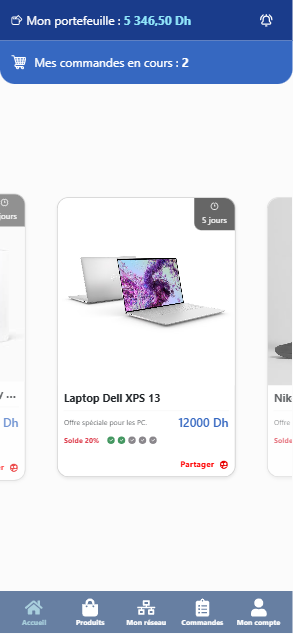 Mon portefeuille : 5 346,50 Dh
Mes commandes en cours : 2
jours
5 jours
y ...
Laptop Dell XPS 13
Nik
Dh
Offre spéciale pour les PC.
12000 Dh
Offre
Solde 20%
Solde
r
Partager
Accueil
Produits
Mon réseau
Commandes
Mon compte